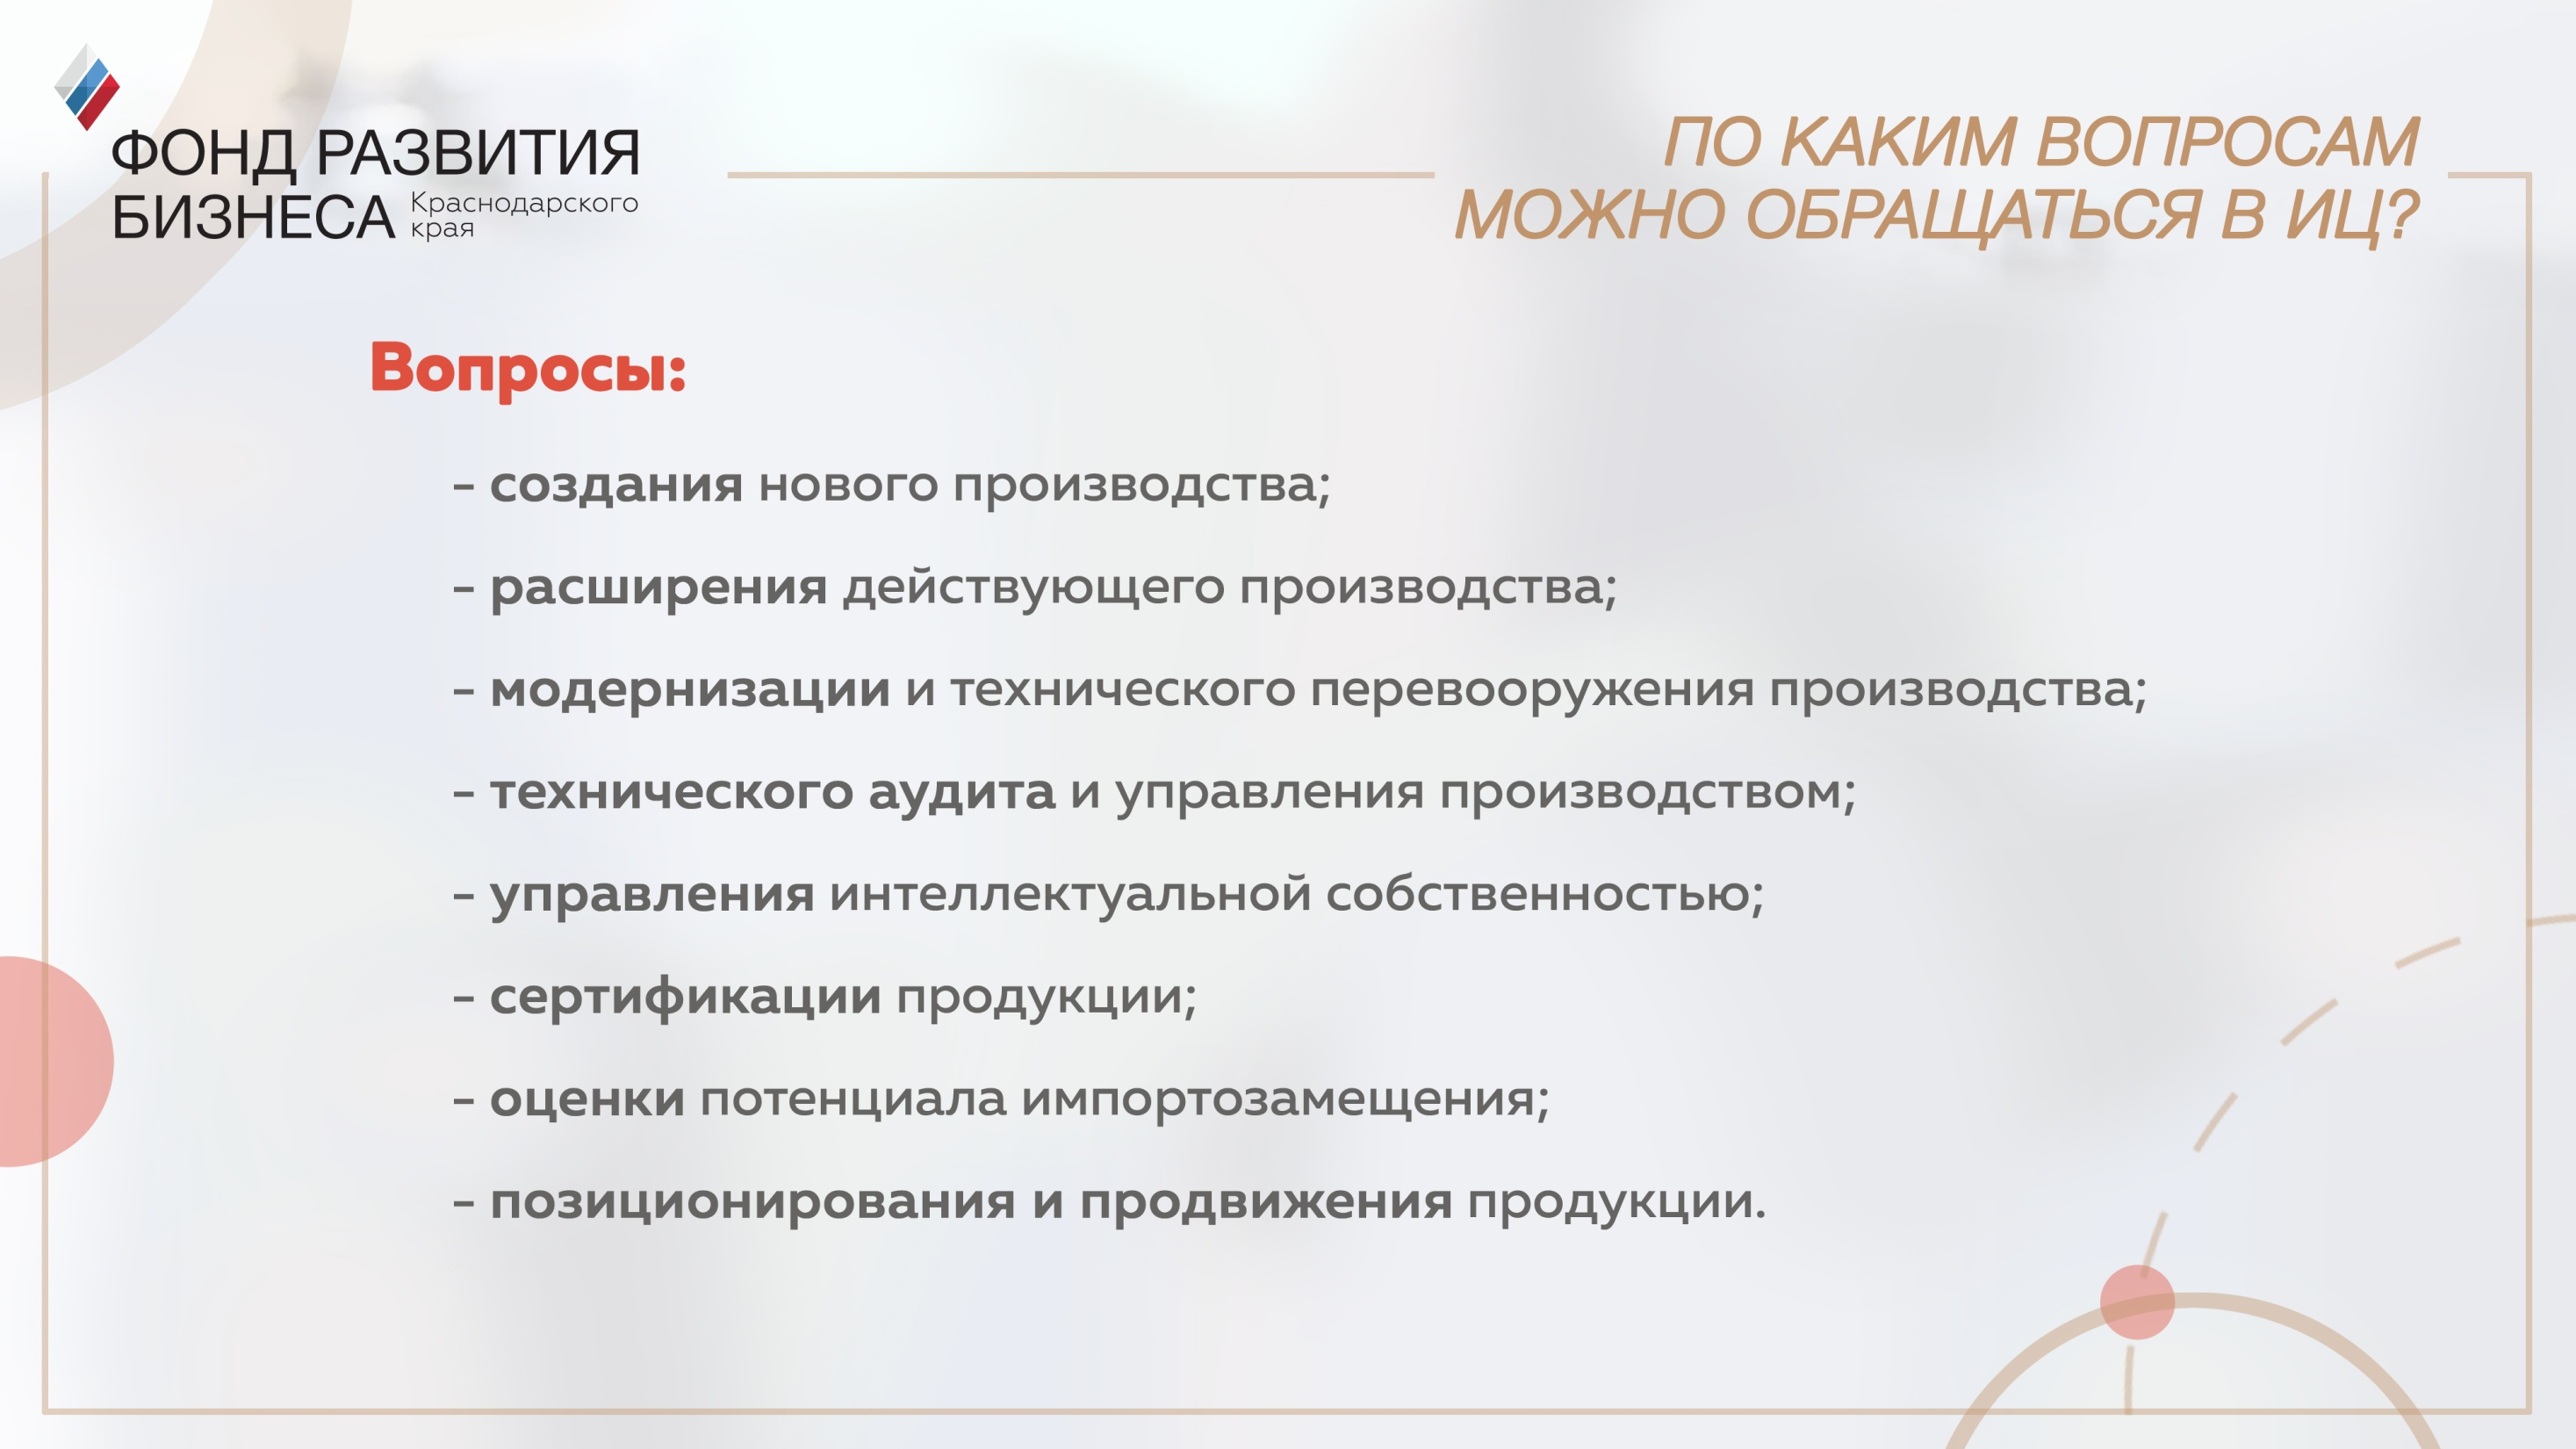 ФОНД РАЗВИТИЯ
БИЗНЕСА Краснодарского
края
ПО КАКИМ ВОПРОСАМ
МОЖНО ОБРАЩАТЬСЯ В ИЦ?
Вопросы:
- создания нового производства;
- расширения действующего производства;
- модернизации и технического перевооружения производства;
- технического аудита и управления производством;
- управления интеллектуальной собственностью;
- сертификации продукции;
- оценки потенциала импортозамещения;
- позиционирования и продвижения продукции.